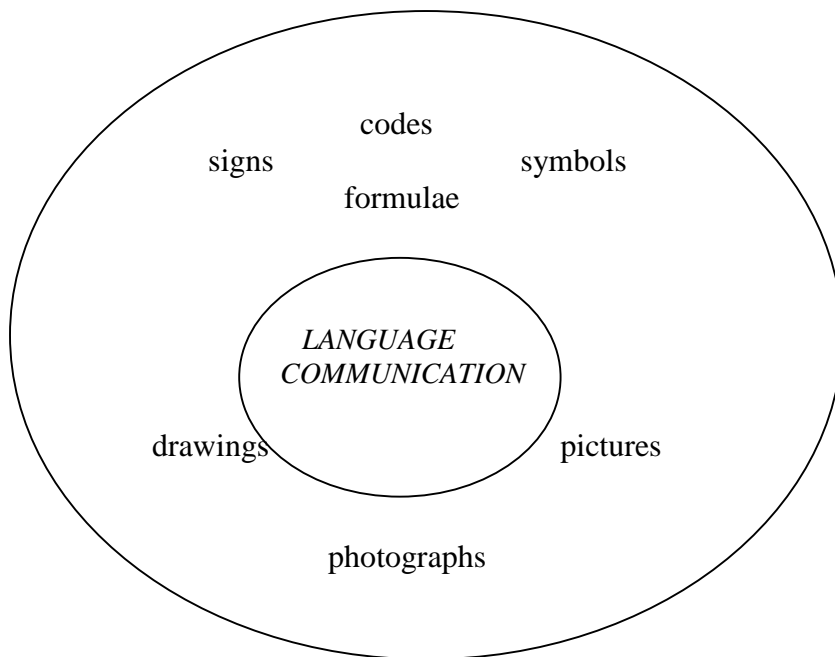 codes
signs symbols
formulae
LANGUAGE
COMMUNICATION
drawings pictures
photographs